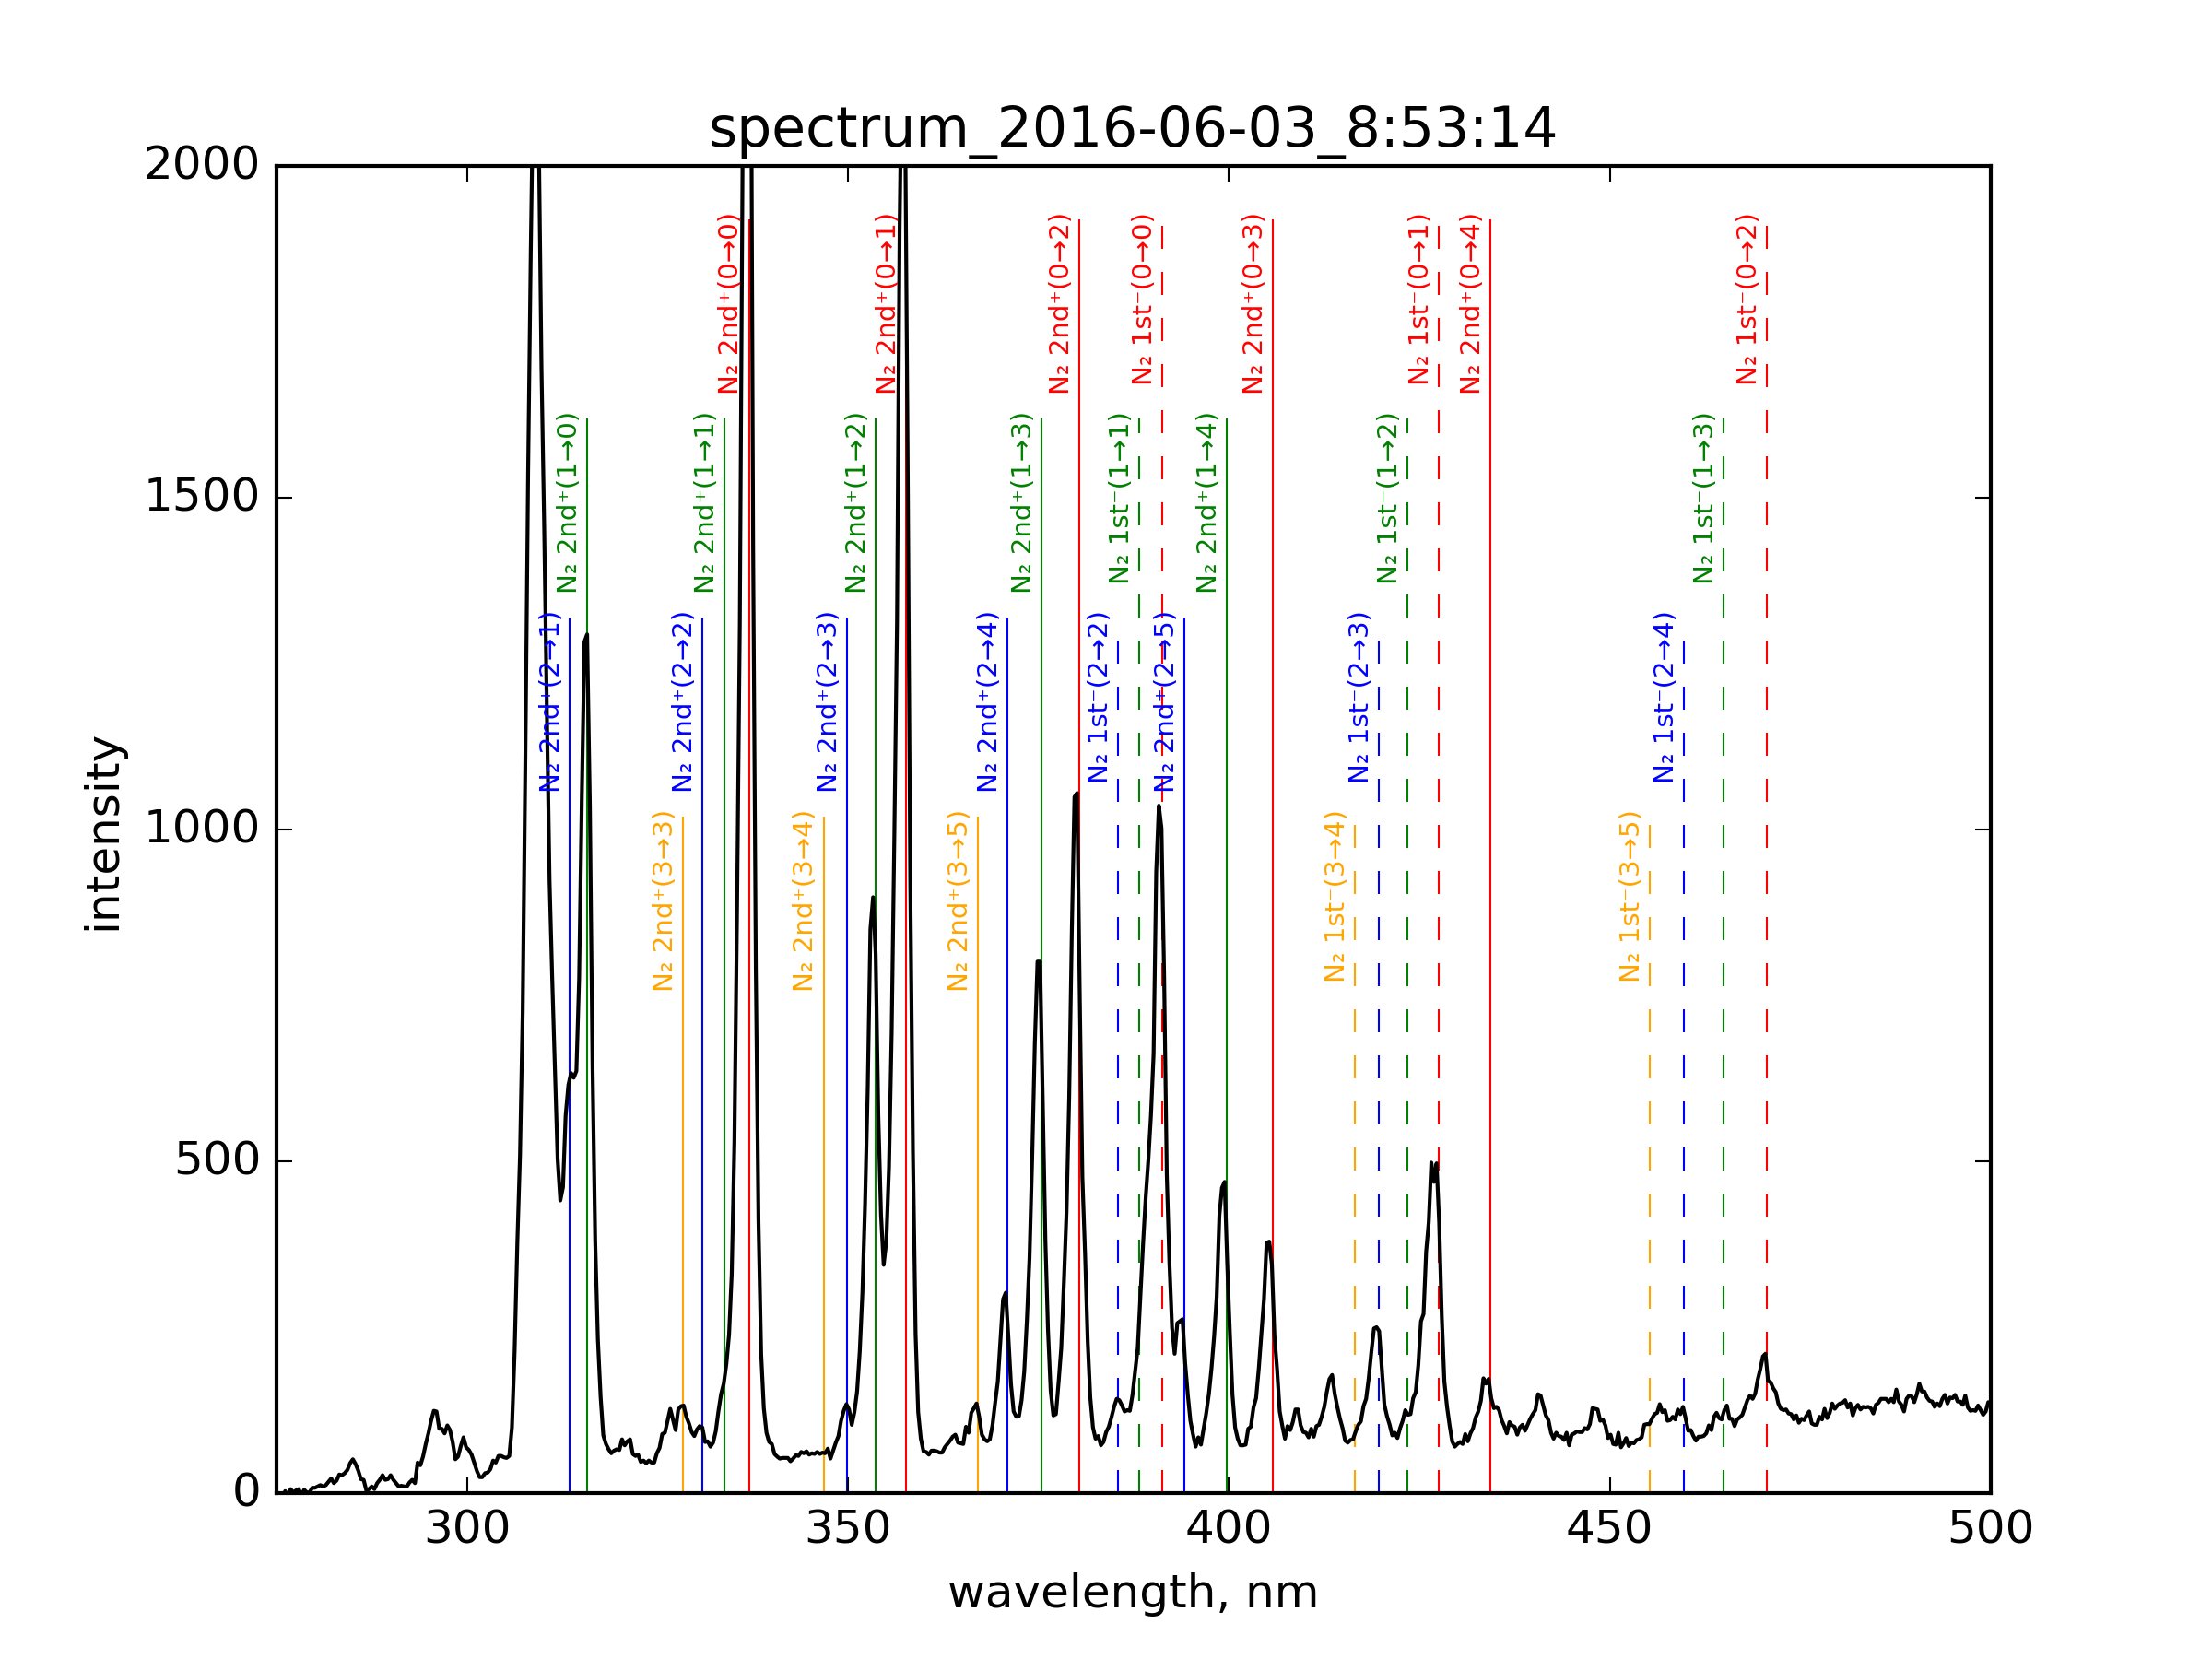 spectrum_2016-06-03_8:53:14
2000
1500
1000
500
0
intensity
N₂ 2nd⁺(0→0)
N₂ 2nd⁺(0→1)
N₂ 2nd⁺(0→2)
N₂ 1st⁻(0→0)
N₂ 2nd⁺(0→3)
N₂ 1st⁻(0→1)
N₂ 2nd⁺(0→4)
N₂ 1st⁻(0→2)
N₂ 2nd⁺(1→0)
N₂ 2nd⁺(1→1)
N₂ 2nd⁺(1→2)
N₂ 2nd⁺(1→3)
N₂ 1st⁻(1→1)
N₂ 2nd⁺(1→4)
N₂ 1st⁻(1→2)
N₂ 1st⁻(1→3)
N₂ 2nd⁺(2→1)
N₂ 2nd⁺(2→2)
N₂ 2nd⁺(2→3)
N₂ 2nd⁺(2→4)
N₂ 1st⁻(2→2)
N₂ 2nd⁺(2→5)
N₂ 1st⁻(2→3)
N₂ 1st⁻(2→4)
N₂ 2nd⁺(3→3)
N₂ 2nd⁺(3→4)
N₂ 2nd⁺(3→5)
N₂ 1st⁻(3→4)
N₂ 1st⁻(3→5)
300 350 400 450 500
wavelength, nm